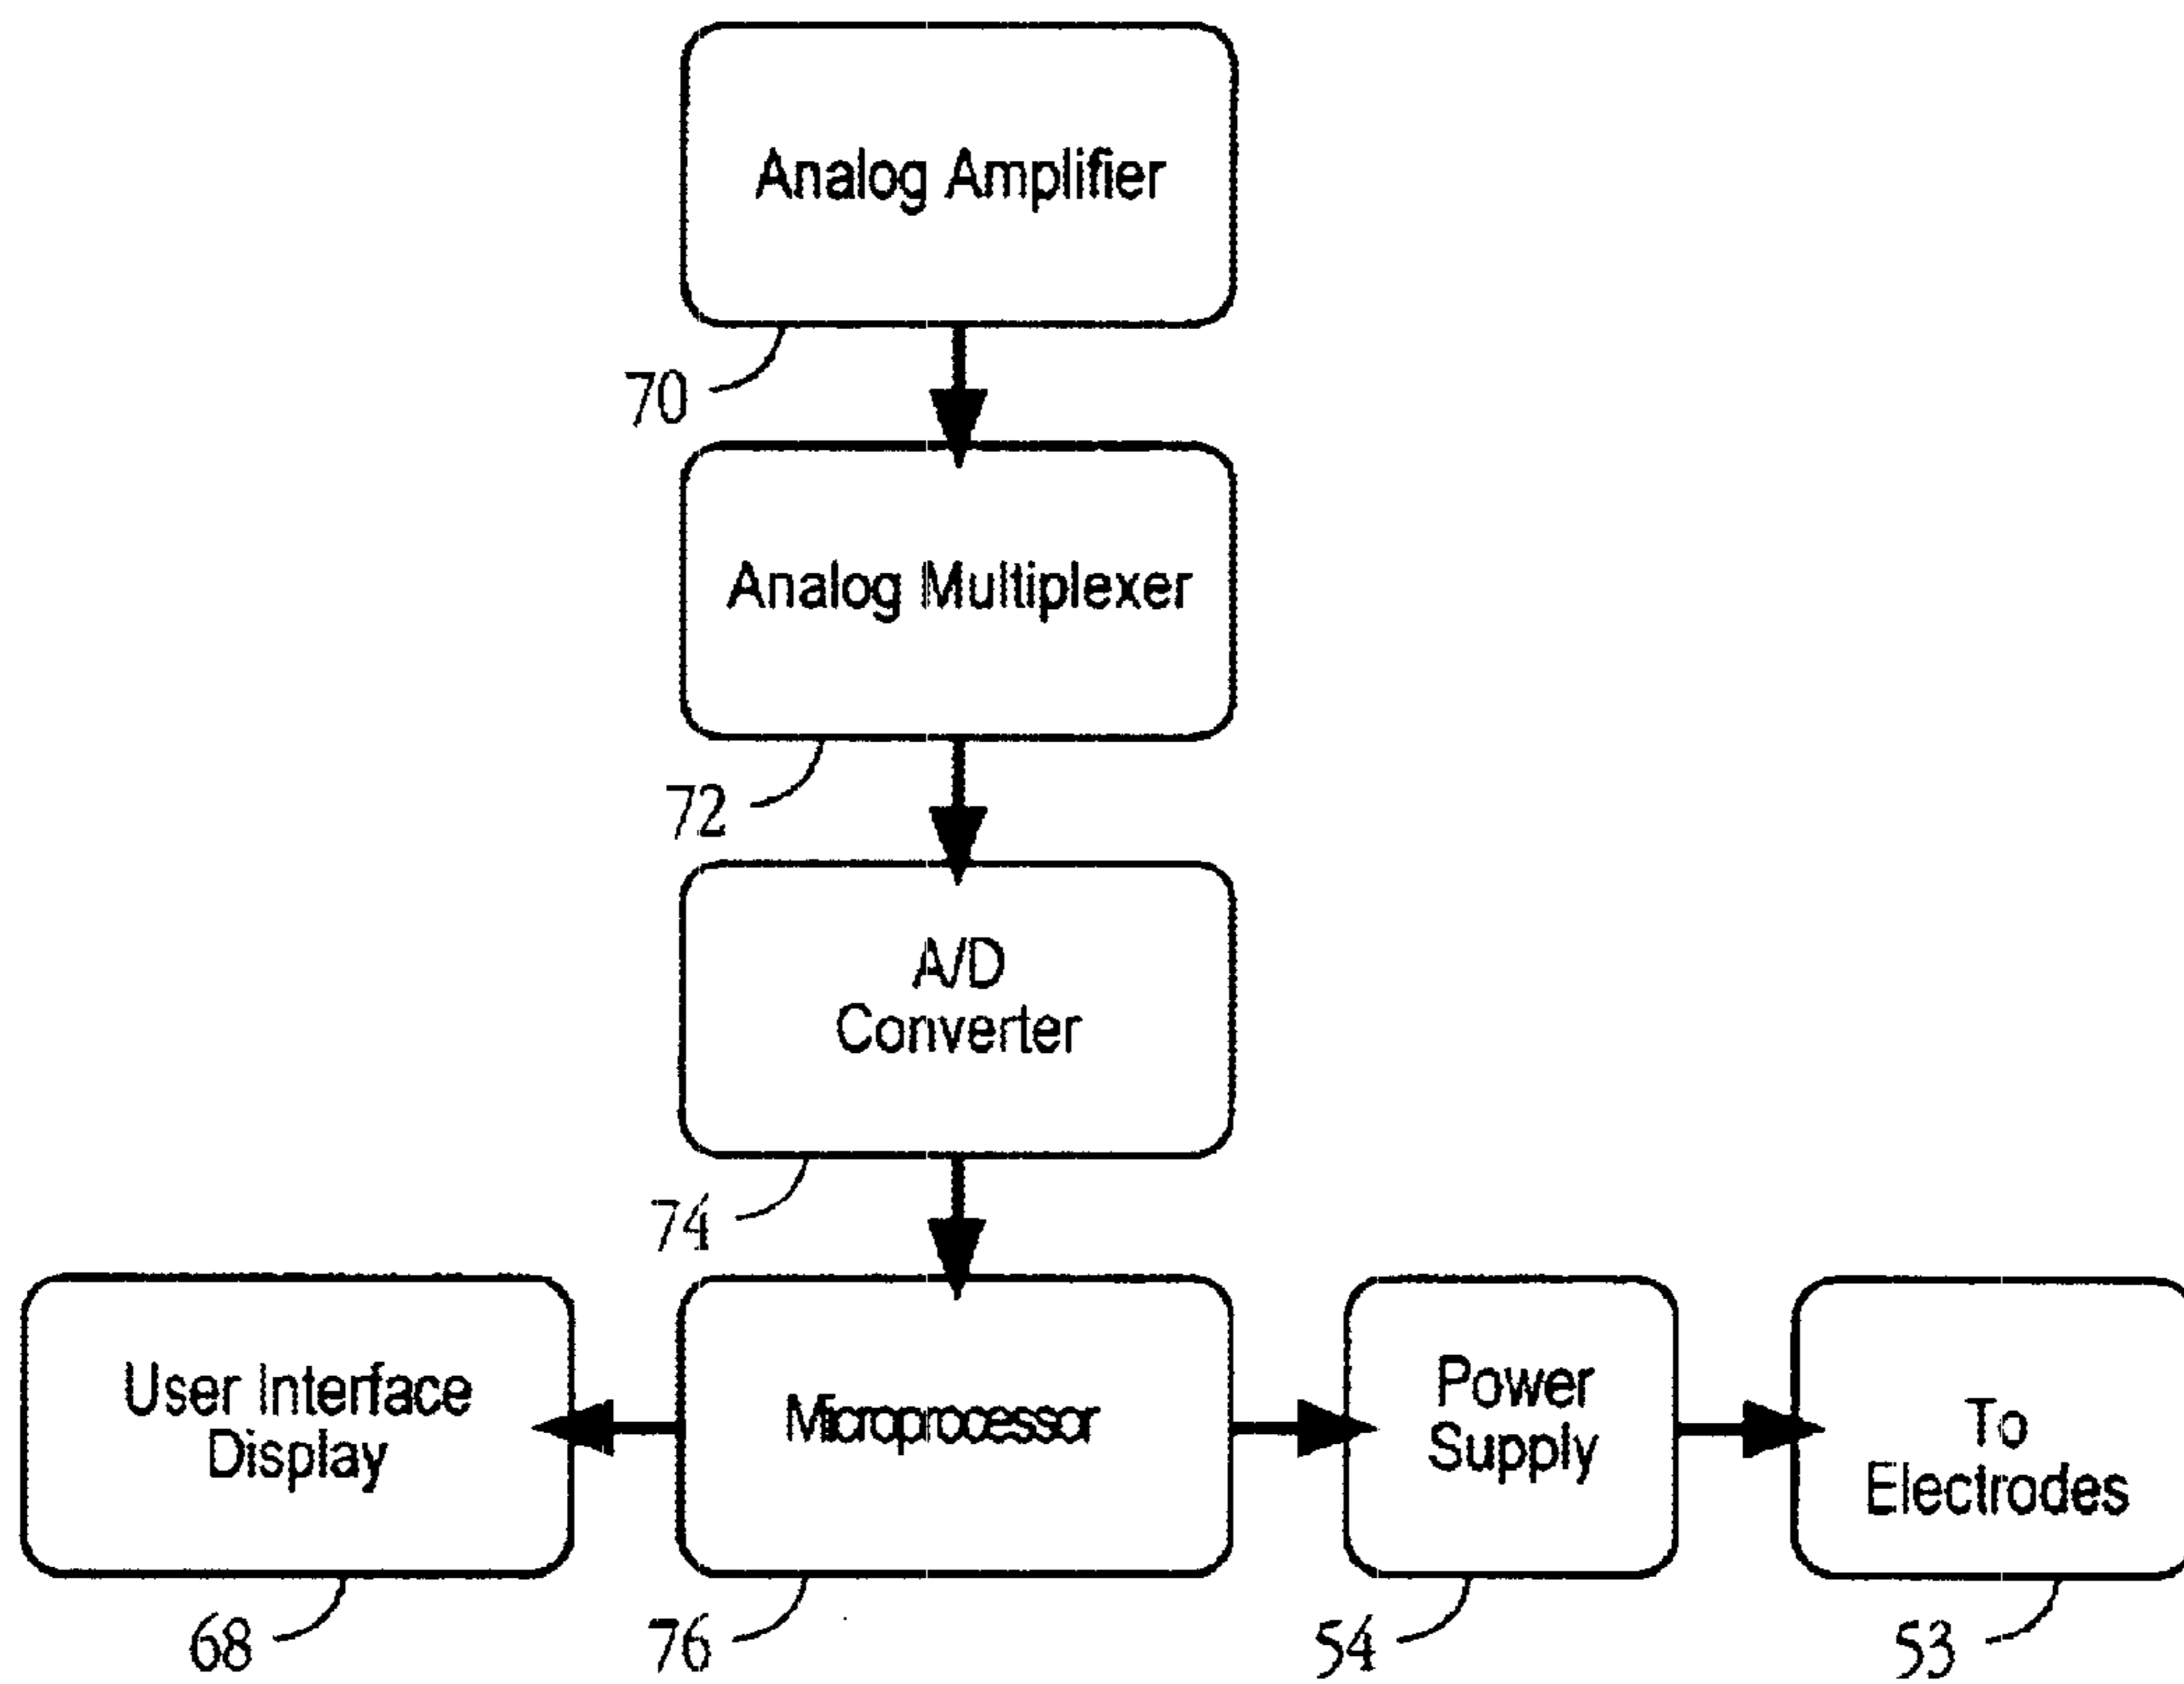 Analog Amplifier
70
Analog Multiplexer
72
A/D
Converter
74
User Interface
Display
68
Microprocessor
76
Power
Supply
54
To
Electrodes
53